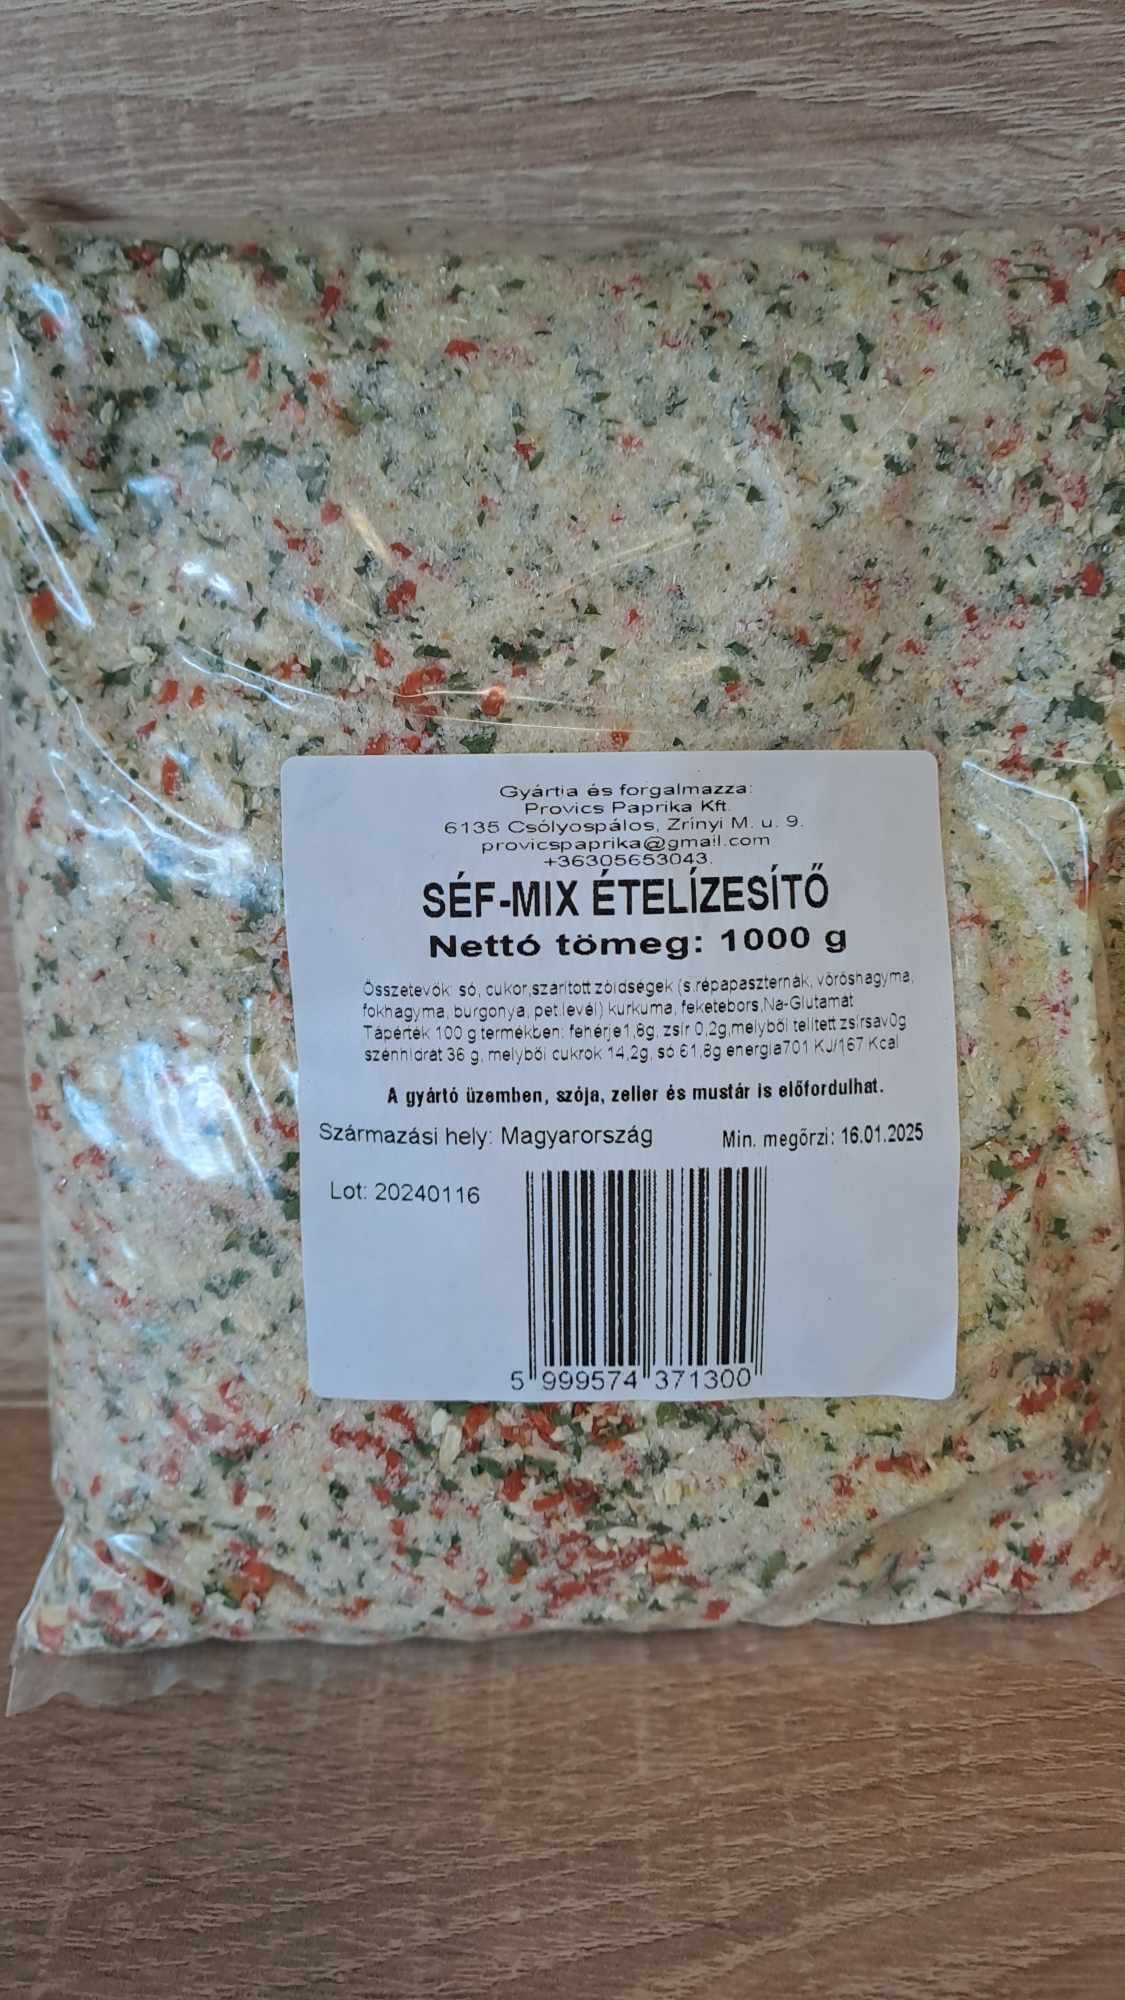 Gyártja és forgalmazza:
Provics Paprika Kft.
6135 Csólyospálos, Zrínyi M. u. 9.
provicspaprika@gmail.com
+36305653043.
SÉF-MIX ÉTELÍZESÍTŐ
Nettó tömeg: 1000 g
Összetevők: só, cukor,szárított zöldségek (s.répapaszternák, vöröshagyma,
fokhagyma, burgonya, pet.levél) kurkuma, feketebors,Na-Glutamát
Tápérték 100 g termékben: fehérje1,8g, zsír 0,2g,melyből telített zsírsav0g
szénhidrát 36 g, melyből cukrok 14,2g, só 61,8g energia701 KJ/167 Kcal
A gyártó üzemben, szója, zeller és mustár is előfordulhat.
Származási hely: Magyarország
Min. megőrzi: 16.01.2025
Lot: 20240116
5 999574 371300